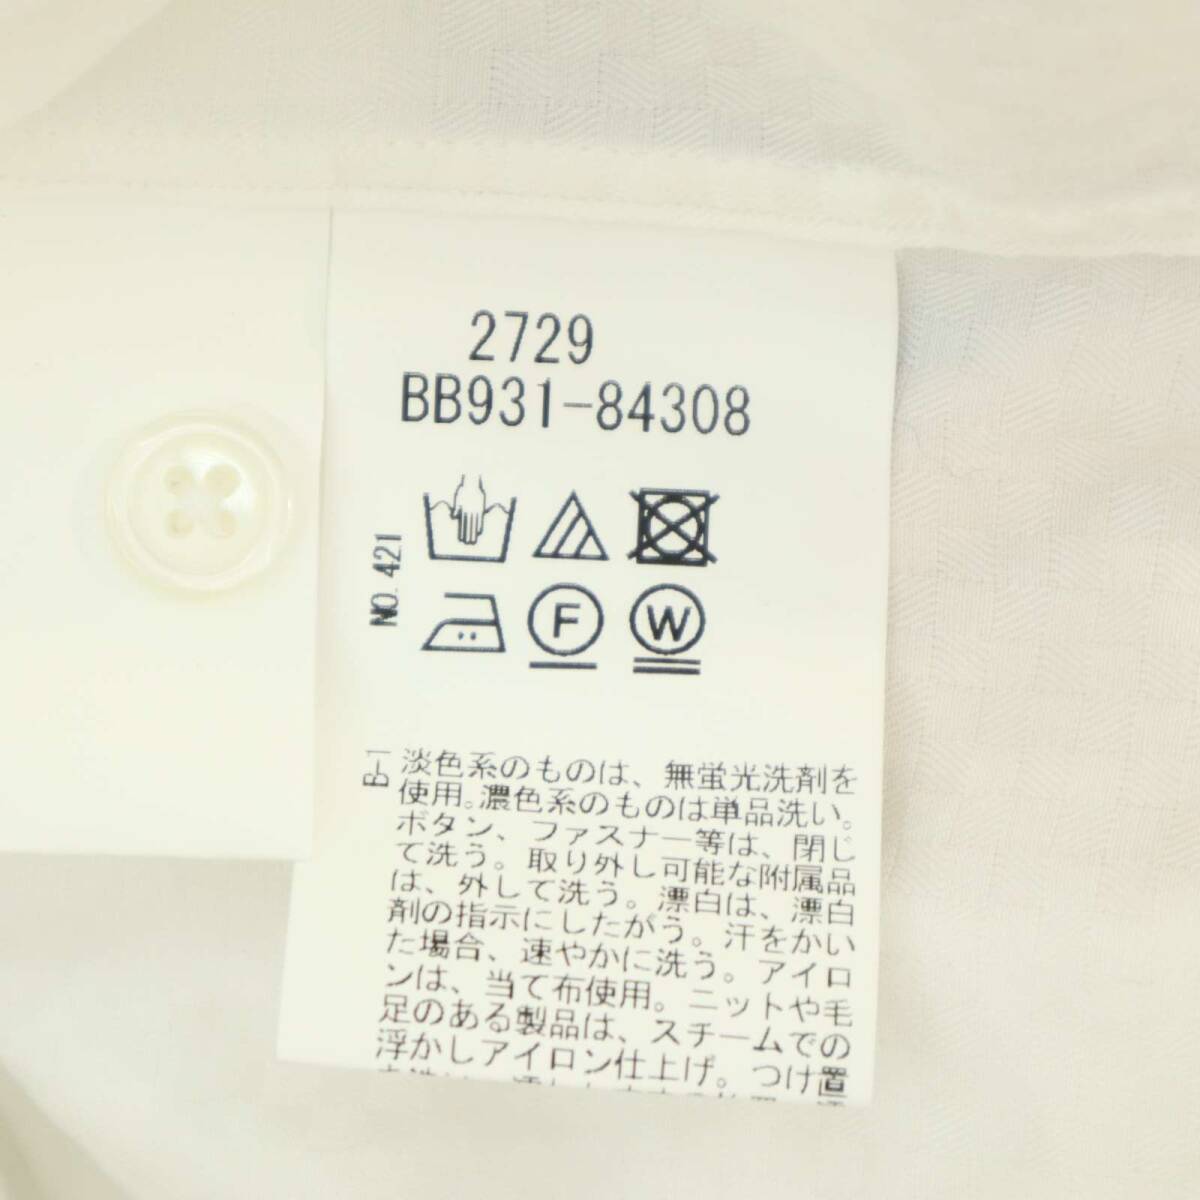 2729
BB931-84308
NO. 421
F
W
B-1
淡色系のものは、無蛍光洗剤を
使用。濃色系のものは単品洗い。
ボタン、ファスナー等は、閉じ
て洗う。取り外し可能な附属品
は、外して洗う。漂白は、漂白
剤の指示にしたがう。汗をかい
た場合、速やかに洗う。アイロ
ンは、当て布使用。ニットや毛
足のある製品は、スチームでの
浮かしアイロン仕上げ。つけ置